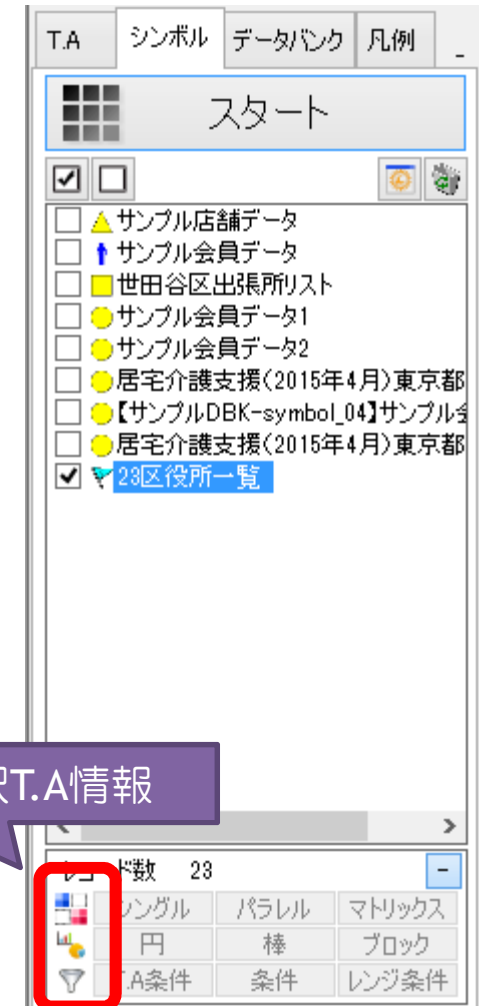 T.A シンボル データバンク 凡例
スタート
サンプル店舗データ
サンプル会員データ
世田谷区出張所リスト
サンプル会員データ1
サンプル会員データ2
居宅介護支援(2015年4月)東京都
【サンプルDBK-symbol_04】サンプル会
居宅介護支援(2015年4月)東京都
23区役所一覧
択T.A情報
レコード数 23
シングル パラレル マトリックス
円 棒 ブロック
T.A条件 条件 レンジ条件